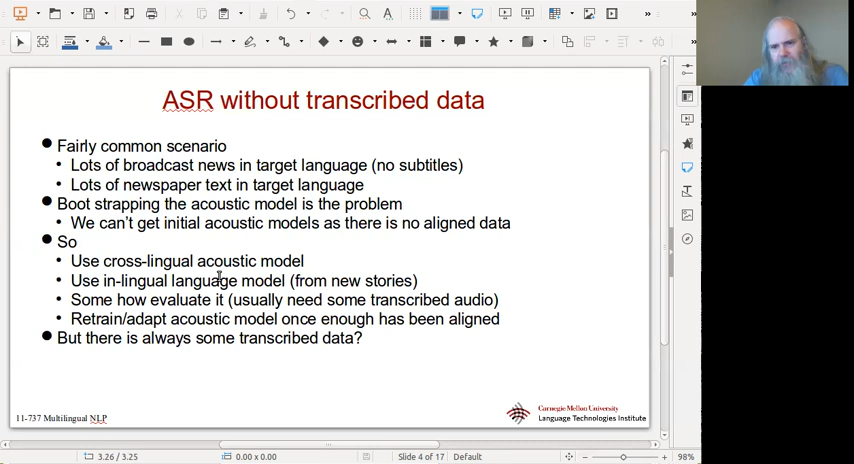 ASR without transcribed data
Fairly common scenario
Lots of broadcast news in target language (no subtitles)
Lots of newspaper text in target language
Boot strapping the acoustic model is the problem
We can't get initial acoustic models as there is no aligned data
So
Use cross-lingual acoustic model
Use in-lingual language model (from new stories)
Some how evaluate it (usually need some transcribed audio)
Retrain/adapt acoustic model once enough has been aligned
But there is always some transcribed data?
11-737 Multilingual NLP
Carnegie Mellon University
Language Technologies Institute
3.26 / 3.25
0.00 x 0.00
Slide 4 of 17
Default
98%